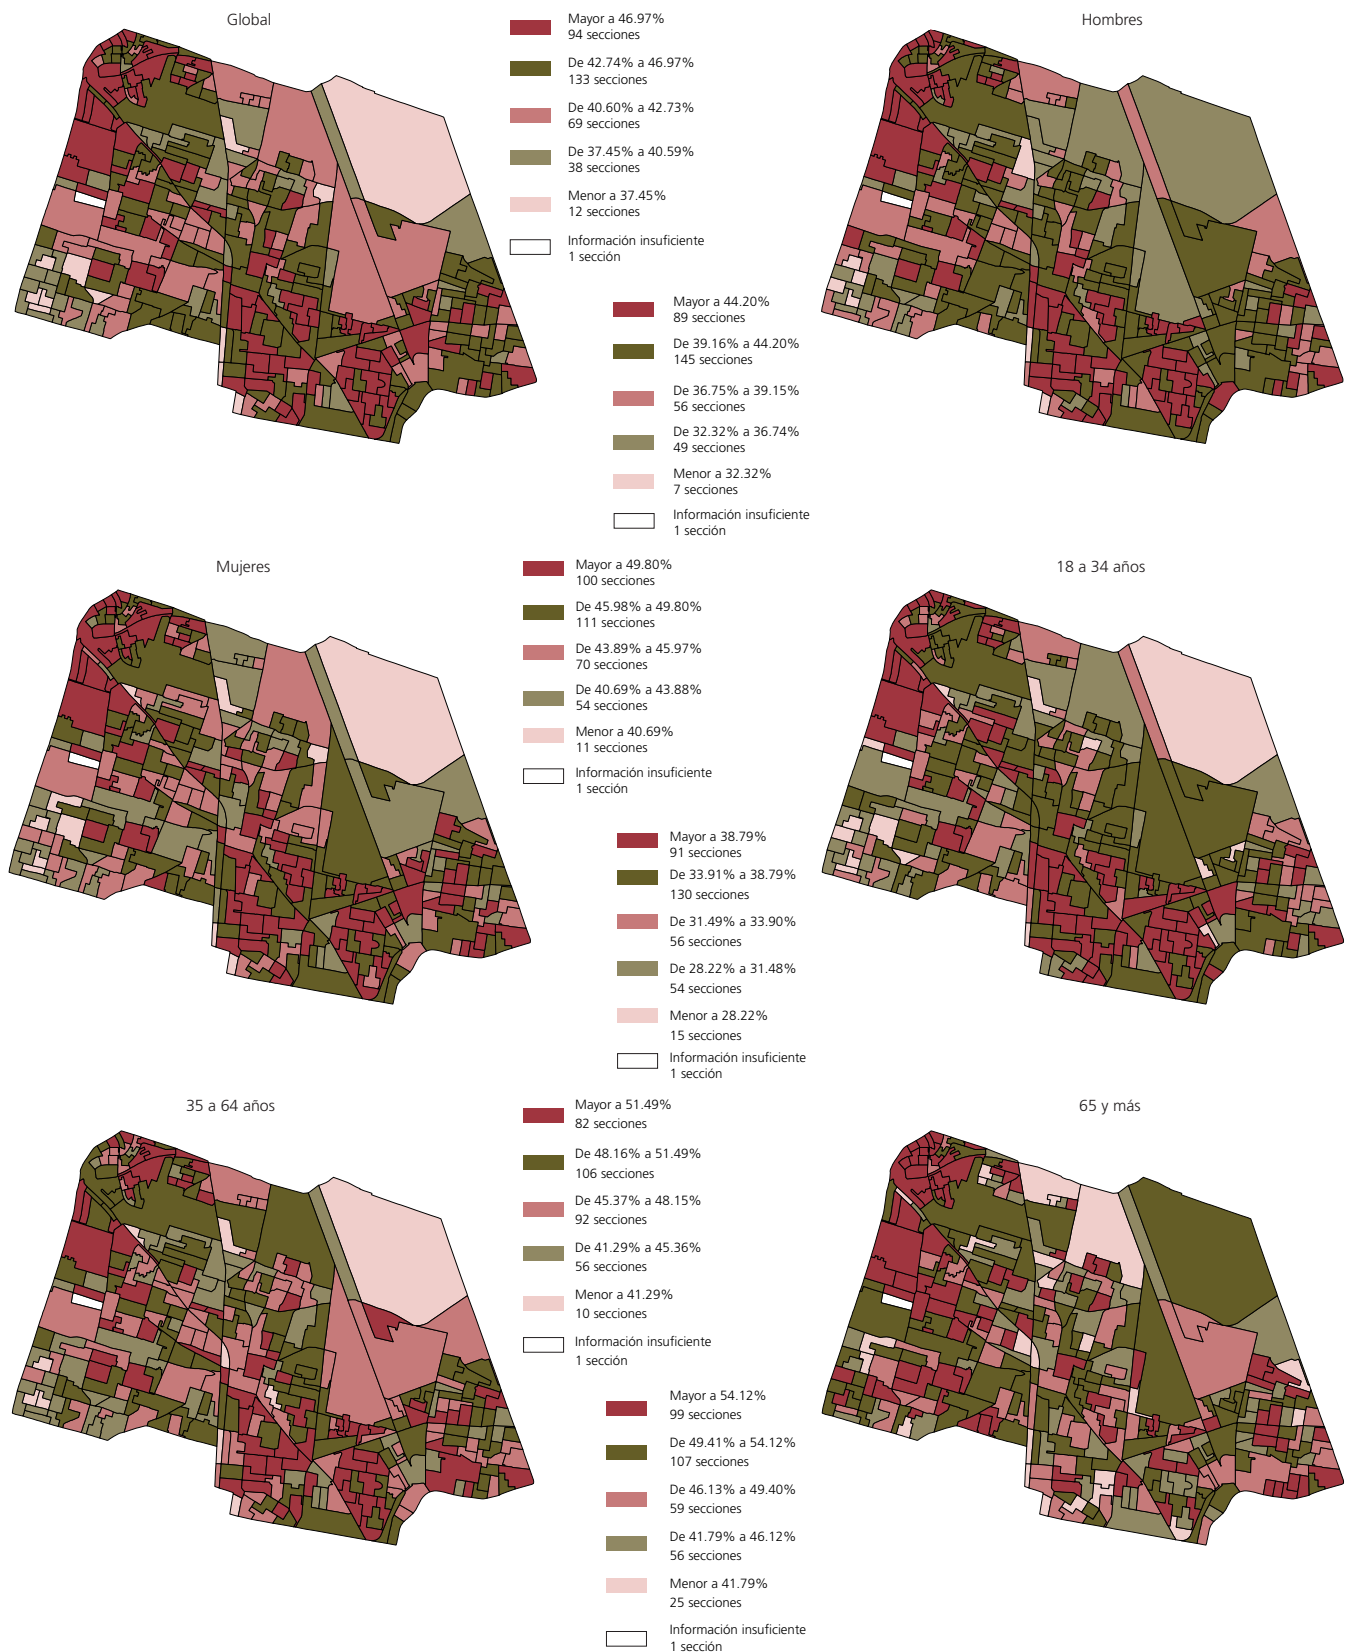 Global
Mayor a 46.97%
94 secciones
De 42.74% a 46.97%
133 secciones
De 40.60% a 42.73%
69 secciones
De 37.45% a 40.59%
38 secciones
Menor a 37.45%
12 secciones
Información insuficiente
1 sección
Hombres
Mayor a 44.20%
89 secciones
De 39.16% a 44.20%
145 secciones
De 36.75% a 39.15%
56 secciones
De 32.32% a 36.74%
49 secciones
Menor a 32.32%
7 secciones
Información insuficiente
1 sección
Mujeres
Mayor a 49.80%
100 secciones
De 45.98% a 49.80%
111 secciones
De 43.89% a 45.97%
70 secciones
De 40.69% a 43.88%
54 secciones
Menor a 40.69%
11 secciones
Información insuficiente
1 sección
18 a 34 años
Mayor a 38.79%
91 secciones
De 33.91% a 38.79%
130 secciones
De 31.49% a 33.90%
56 secciones
De 28.22% a 31.48%
54 secciones
Menor a 28.22%
15 secciones
Información insuficiente
1 sección
35 a 64 años
Mayor a 51.49%
82 secciones
De 48.16% a 51.49%
106 secciones
De 45.37% a 48.15%
92 secciones
De 41.29% a 45.36%
56 secciones
Menor a 41.29%
10 secciones
Información insuficiente
1 sección
65 y más
Mayor a 54.12%
99 secciones
De 49.41% a 54.12%
107 secciones
De 46.13% a 49.40%
59 secciones
De 41.79% a 46.12%
56 secciones
Menor a 41.79%
25 secciones
Información insuficiente
1 sección